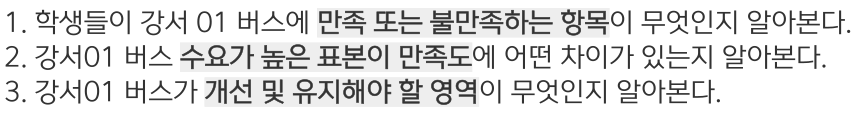 1. 학생들이 강서 01 버스에 만족 또는 불만족하는 항목이 무엇인지 알아본다.
2. 강서01 버스 수요가 높은 표본이 만족도에 어떤 차이가 있는지 알아본다.
3. 강서01 버스가 개선 및 유지해야 할 영역이 무엇인지 알아본다.